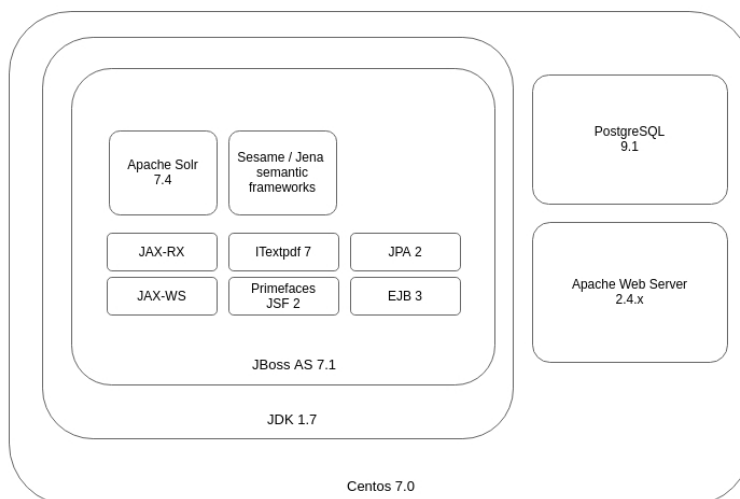 Apache Solr
7.4
Sesame / Jena
semantic
frameworks
JAX-RX
ITextpdf 7
JPA 2
JAX-WS
Primefaces
JSF 2
EJB 3
JBoss AS 7.1
JDK 1.7
Centos 7.0
PostgreSQL
9.1
Apache Web Server
2.4.x